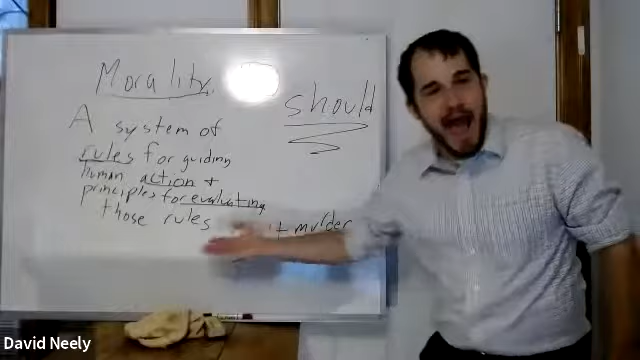 Morality
should
A system of
rules for guiding
human action +
principles for evaluating
those rules
murder
David Neely